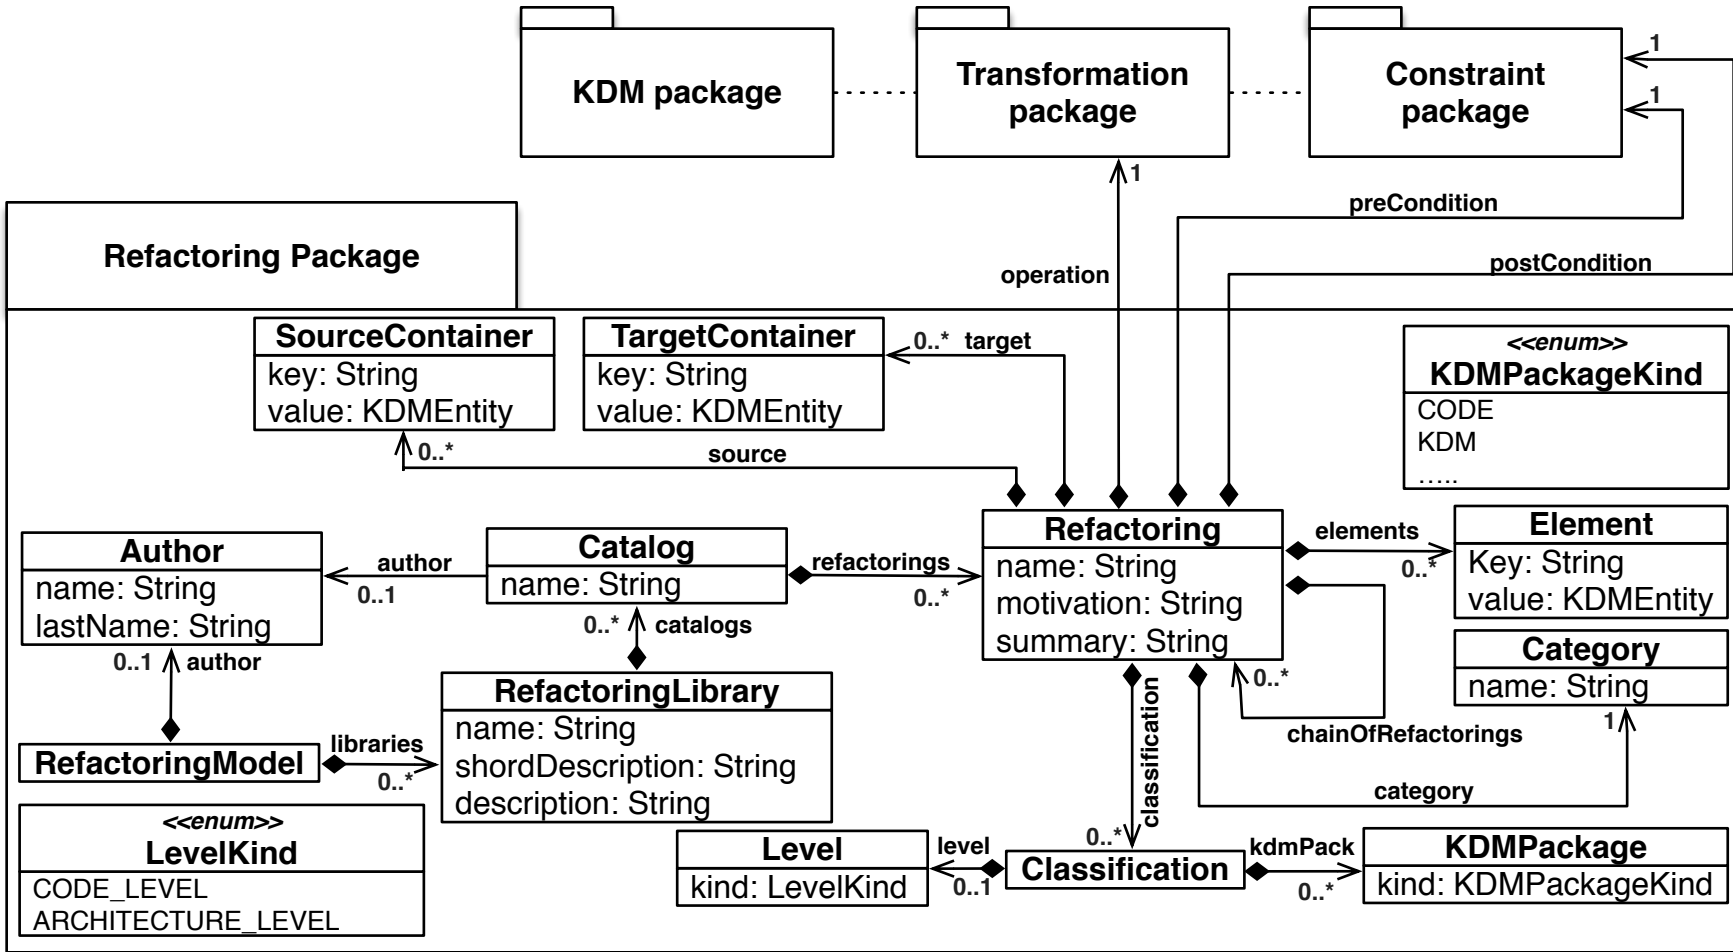 KDM package
Transformation
package
Constraint
package
1
1
1
preCondition
Refactoring Package
operation
postCondition
SourceContainer
key: String
value: KDMEntity
TargetContainer
key: String
value: KDMEntity
0..* target
<<enum>>
KDMPackageKind
CODE
KDM
.....
0..*
source
Author
name: String
lastName: String
author
0..1
Catalog
name: String
refactorings
0..*
Refactoring
name: String
motivation: String
summary: String
elements
0..*
Element
Key: String
value: KDMEntity
0..* catalogs
0..1 author
Category
name: String
1
RefactoringLibrary
name: String
shordDescription: String
description: String
classification
0..*
chainOfRefactorings
RefactoringModel
libraries
0..*
category
<<enum>>
LevelKind
CODE_LEVEL
ARCHITECTURE_LEVEL
Level
kind: LevelKind
level
0..1
0..*
Classification
kdmPack
0..*
KDMPackage
kind: KDMPackageKind